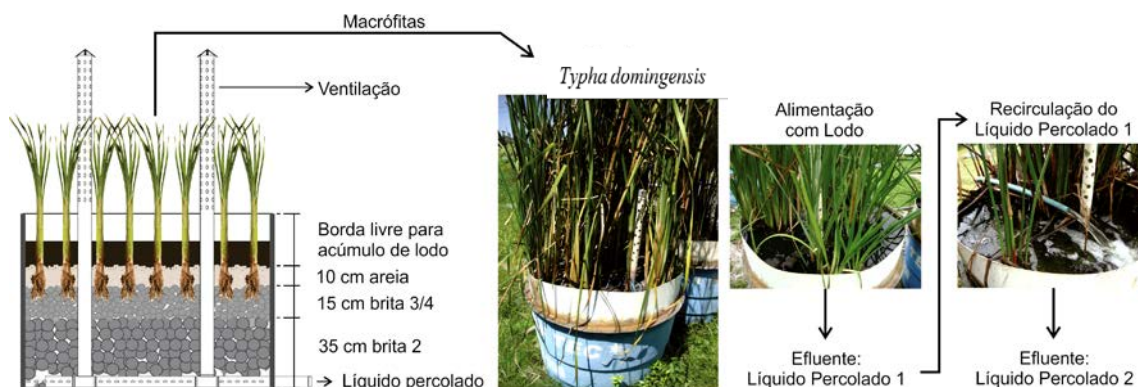 Macrófitas
Ventilação
Typha domingensis
Borda livre para
acúmulo de lodo
10 cm areia
15 cm brita 3/4
35 cm brita 2
Líquido percolado
Alimentação
com Lodo
Efluente:
Líquido Percolado 1
Recirculação do
Líquido Percolado 1
Efluente:
Líquido Percolado 2